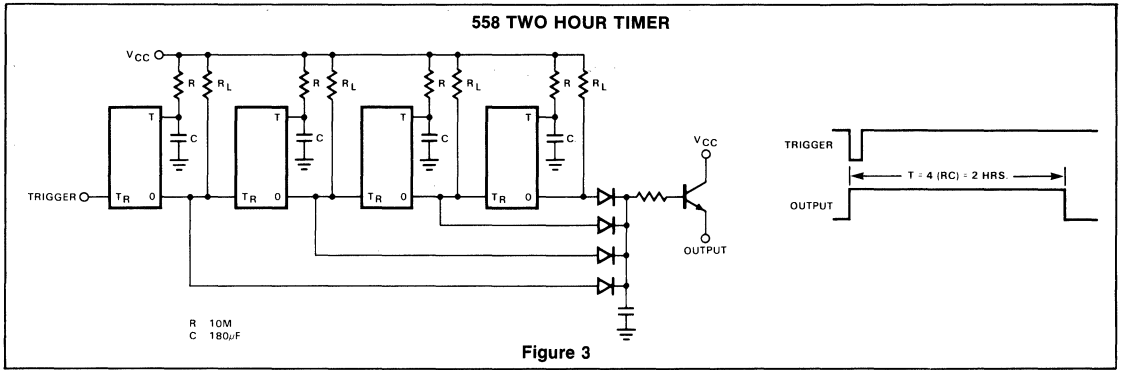 558 TWO HOUR TIMER
VCC
R RL R RL R RL R RL
T T T T
C C C C
VCC
TRIGGER
T = 4 (RC) = 2 HRS.
TRIGGER TR 0 TR 0 TR 0 TR 0
OUTPUT
OUTPUT
R 10M
C 180µF
Figure 3